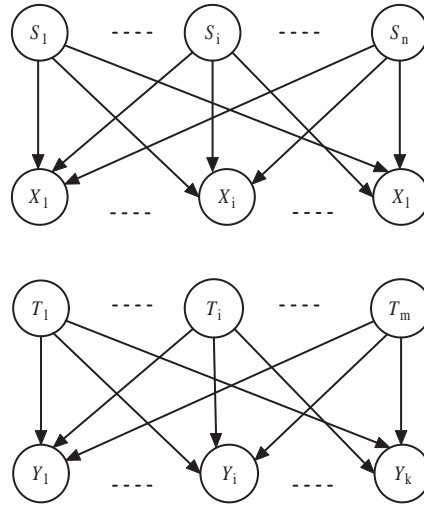 S1 ---- Si ---- Sn
X1 ---- Xi ---- Xl
T1 ---- Ti ---- Tm
Y1 ---- Yi ---- Yk